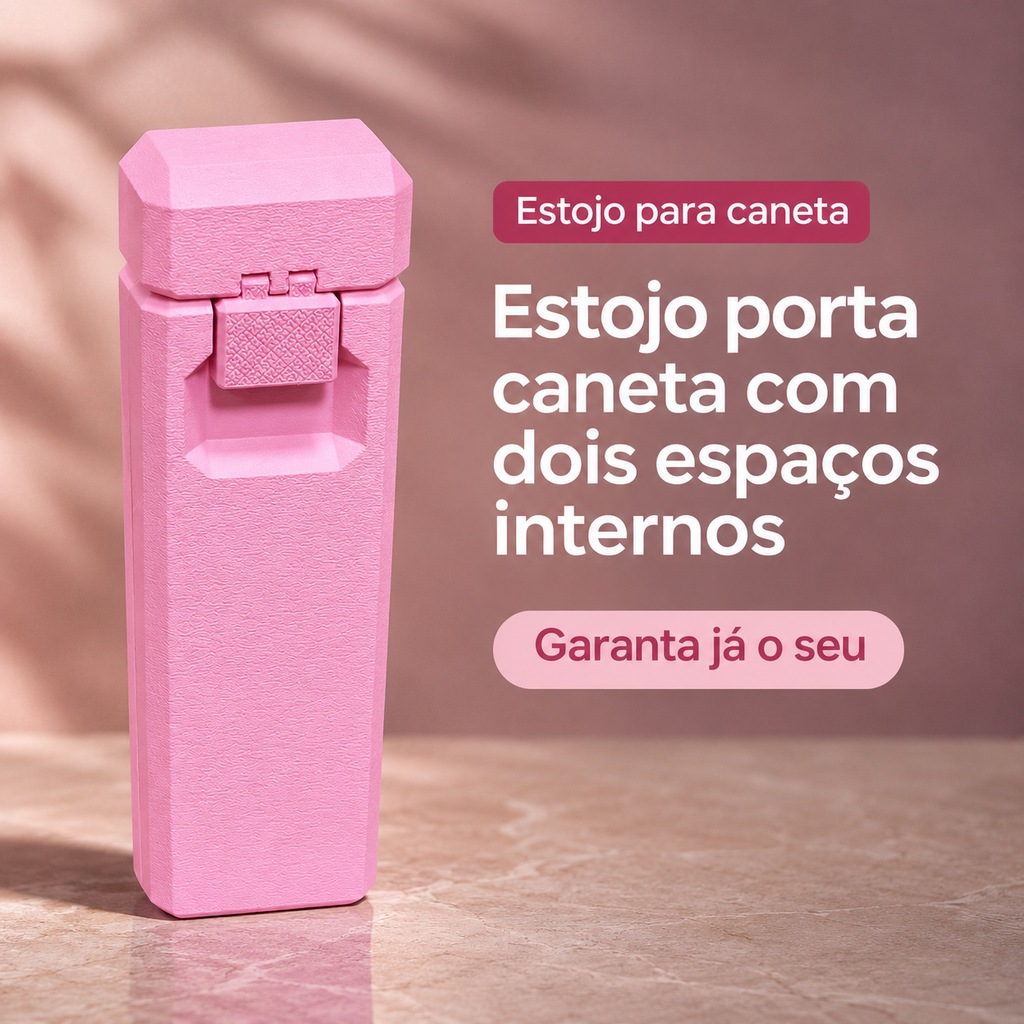 Estojo para caneta
Estojo porta
caneta com
dois espaços
internos
Garanta já o seu